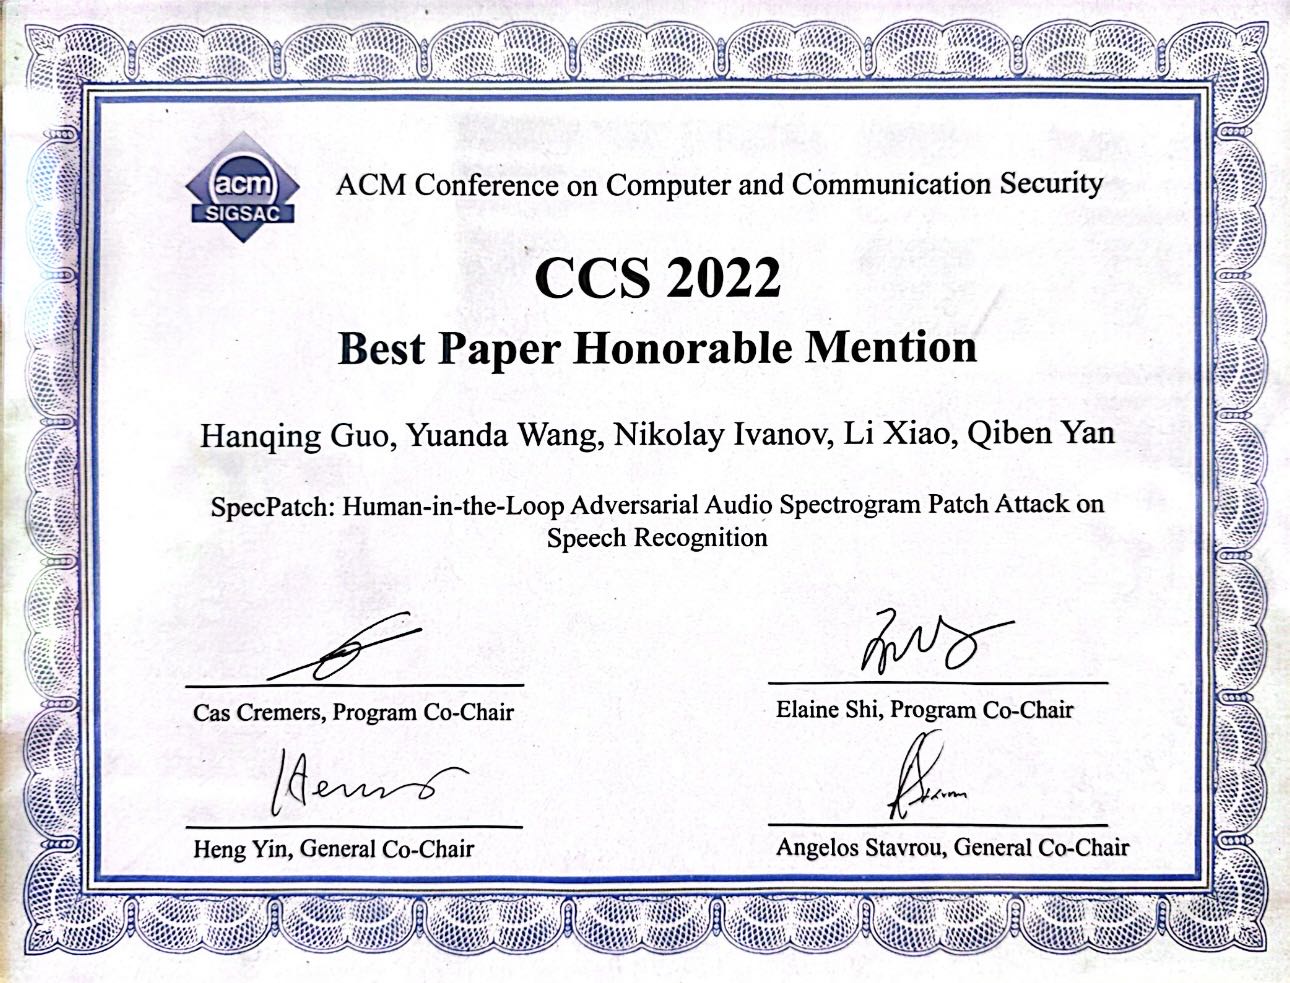 acm
SIGSAC
ACM Conference on Computer and Communication Security
CCS 2022
Best Paper Honorable Mention
Hanqing Guo, Yuanda Wang, Nikolay Ivanov, Li Xiao, Qiben Yan
SpecPatch: Human-in-the-Loop Adversarial Audio Spectrogram Patch Attack on
Speech Recognition
Cas Cremers, Program Co-Chair
Elaine Shi, Program Co-Chair
Heng Yin, General Co-Chair
Angelos Stavrou, General Co-Chair